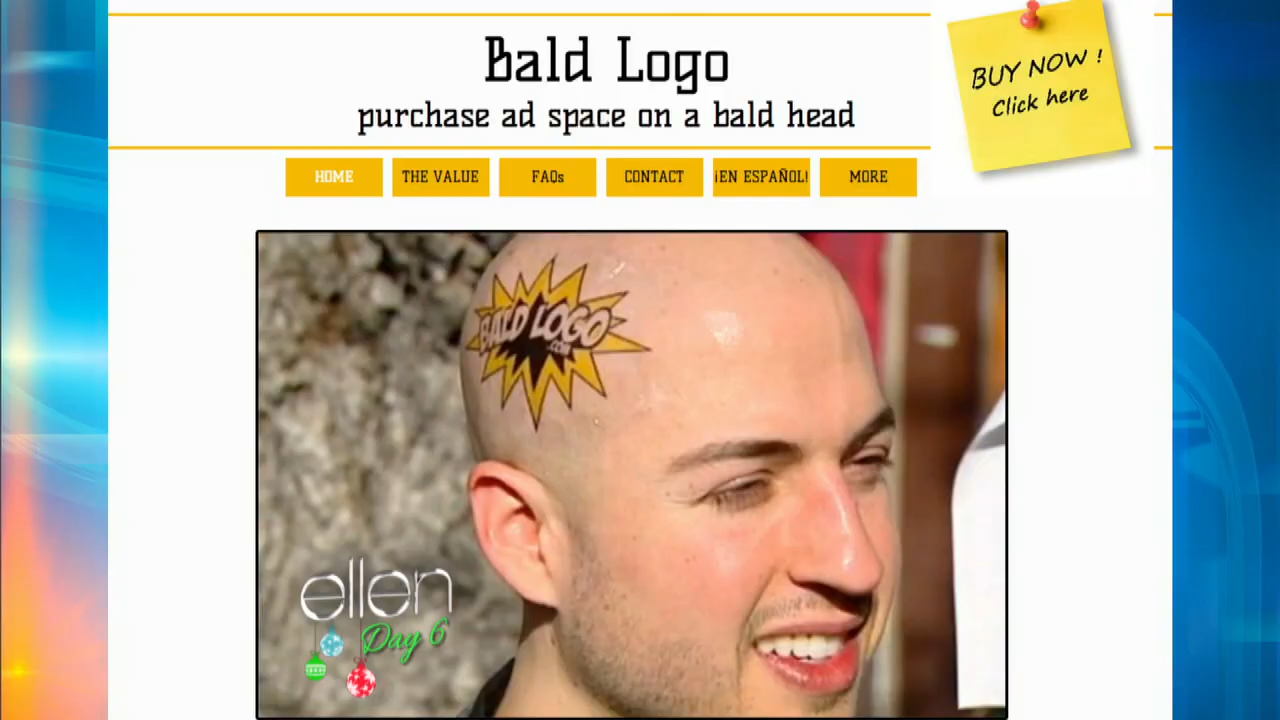 Bald Logo
purchase ad space on a bald head
BUY NOW !
Click here
HOME
THE VALUE
FAQs
CONTACT
¡EN ESPAÑOL!
MORE
BALD LOGO
.COM
ellen
Day 6